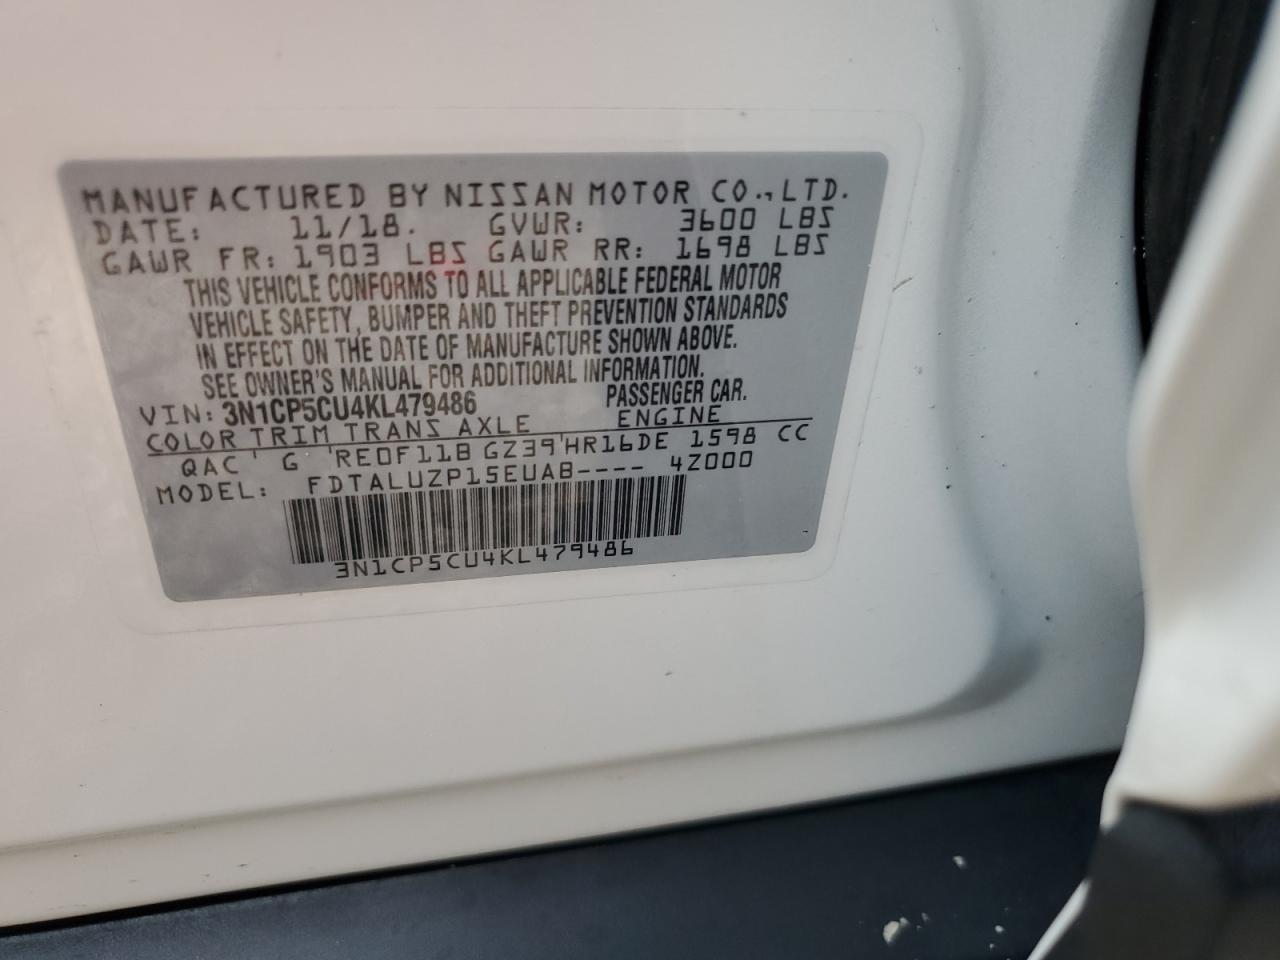 MANUFACTURED BY NISSAN MOTOR CO.,LTD.
DATE: 11/18. GVWR: 3600 LBS
GAWR FR: 1903 LBS GAWR RR: 1698 LBS
THIS VEHICLE CONFORMS TO ALL APPLICABLE FEDERAL MOTOR
VEHICLE SAFETY, BUMPER AND THEFT PREVENTION STANDARDS
IN EFFECT ON THE DATE OF MANUFACTURE SHOWN ABOVE.
SEE OWNER'S MANUAL FOR ADDITIONAL INFORMATION.
VIN: 3N1CP5CU4KL479486 PASSENGER CAR.
COLOR TRIM TRANS AXLE ENGINE
QAC' G 'RE0F11B GZ39'HR16DE 1598 CC
MODEL: FDTALUZP15EUAB---- 4Z000
3N1CP5CU4KL479486